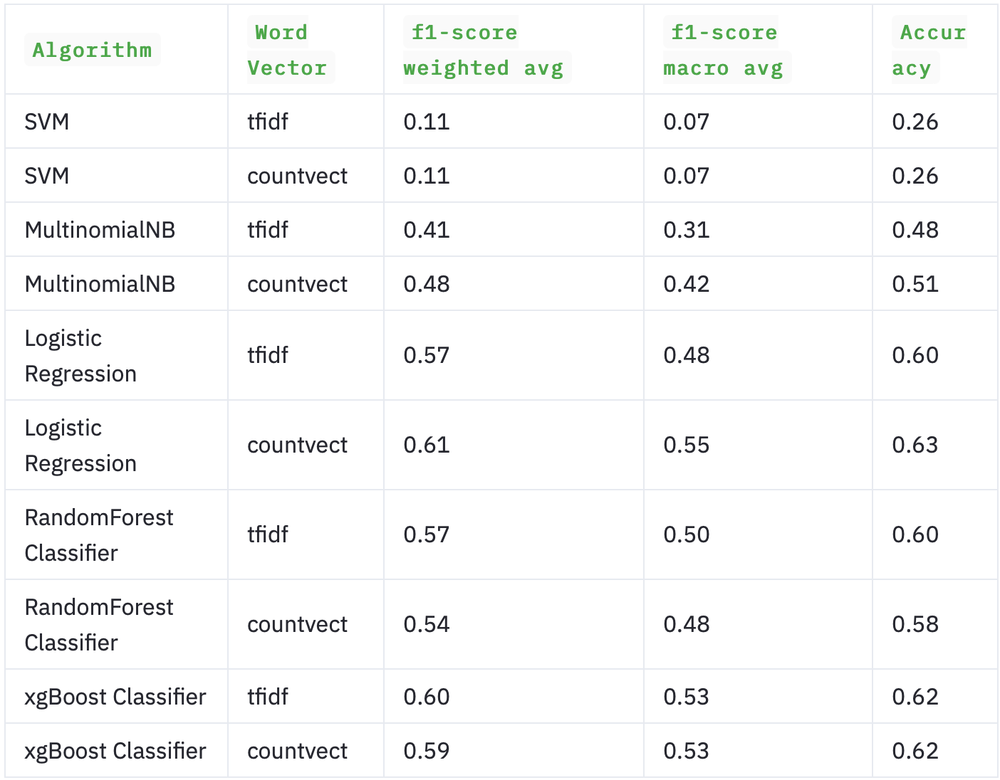 Algorithm
Word
Vector
f1-score
weighted avg
f1-score
macro avg
Accur
acy
SVM tfidf 0.11 0.07 0.26
SVM countvect 0.11 0.07 0.26
MultinomialNB tfidf 0.41 0.31 0.48
MultinomialNB countvect 0.48 0.42 0.51
Logistic
Regression
tfidf 0.57 0.48 0.60
Logistic
Regression
countvect 0.61 0.55 0.63
RandomForest
Classifier
tfidf 0.57 0.50 0.60
RandomForest
Classifier
countvect 0.54 0.48 0.58
xgBoost Classifier tfidf 0.60 0.53 0.62
xgBoost Classifier countvect 0.59 0.53 0.62